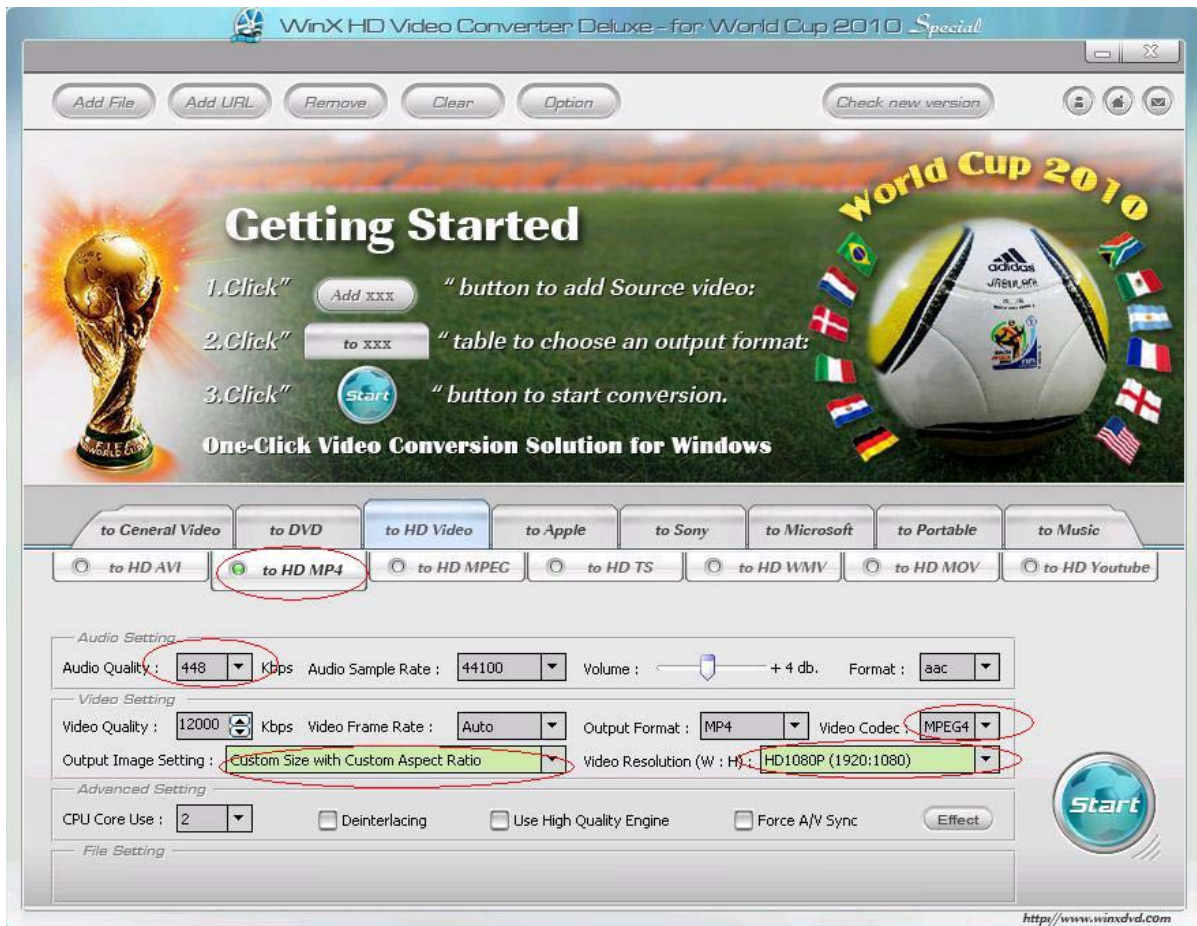 WinX HD Video Converter Deluxe - for World Cup 2010 Special
Add File Add URL Remove Clear Option Check new version
World Cup 2010
Getting Started
1.Click" Add xxx " button to add Source video:
2.Click" to xxx " table to choose an output format:
3.Click" Start " button to start conversion.
One-Click Video Conversion Solution for Windows
adidas
JABULANI
FIFA
WORLD CUP
to General Video to DVD to HD Video to Apple to Sony to Microsoft to Portable to Music
to HD AVI to HD MP4 to HD MPEG to HD TS to HD WMV to HD MOV to HD Youtube
Audio Setting
Audio Quality : 448 Kbps Audio Sample Rate : 44100 Volume : + 4 db. Format : aac
Video Setting
Video Quality : 12000 Kbps Video Frame Rate : Auto Output Format : MP4 Video Codec : MPEG4
Output Image Setting : Custom Size with Custom Aspect Ratio Video Resolution (W : H) : HD1080P (1920:1080)
Advanced Setting
CPU Core Use : 2 Deinterlacing Use High Quality Engine Force A/V Sync Effect
Start
File Setting
http://www.winxdvd.com